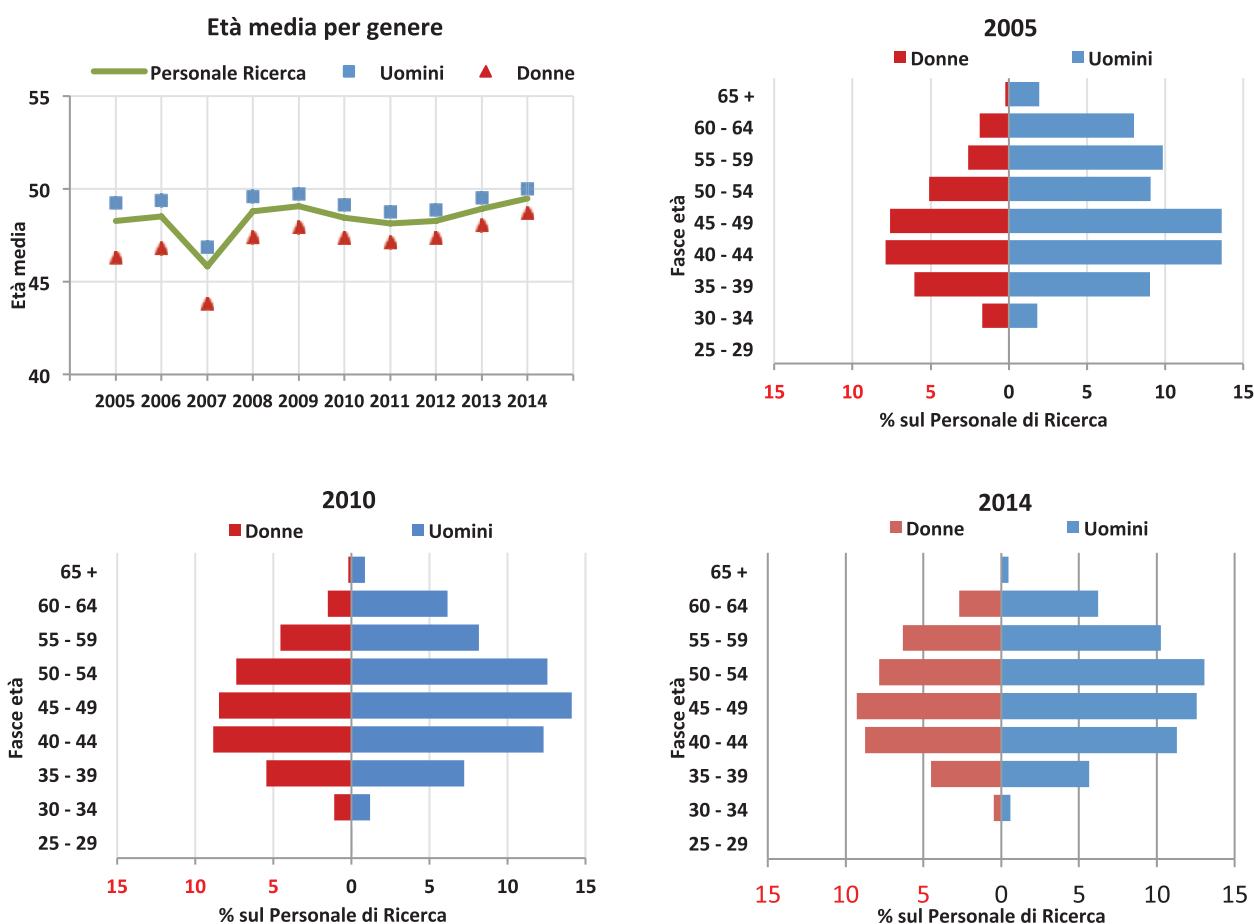 Età media per genere
Personale Ricerca Uomini Donne
55
50
45
40
Età media
2005 2006 2007 2008 2009 2010 2011 2012 2013 2014
2005
Donne Uomini
65 +
60 - 64
55 - 59
50 - 54
45 - 49
40 - 44
35 - 39
30 - 34
25 - 29
Fasce età
15 10 5 0 5 10 15
% sul Personale di Ricerca
2010
Donne Uomini
65 +
60 - 64
55 - 59
50 - 54
45 - 49
40 - 44
35 - 39
30 - 34
25 - 29
Fasce età
15 10 5 0 5 10 15
% sul Personale di Ricerca
2014
Donne Uomini
65 +
60 - 64
55 - 59
50 - 54
45 - 49
40 - 44
35 - 39
30 - 34
25 - 29
Fasce età
15 10 5 0 5 10 15
% sul Personale di Ricerca